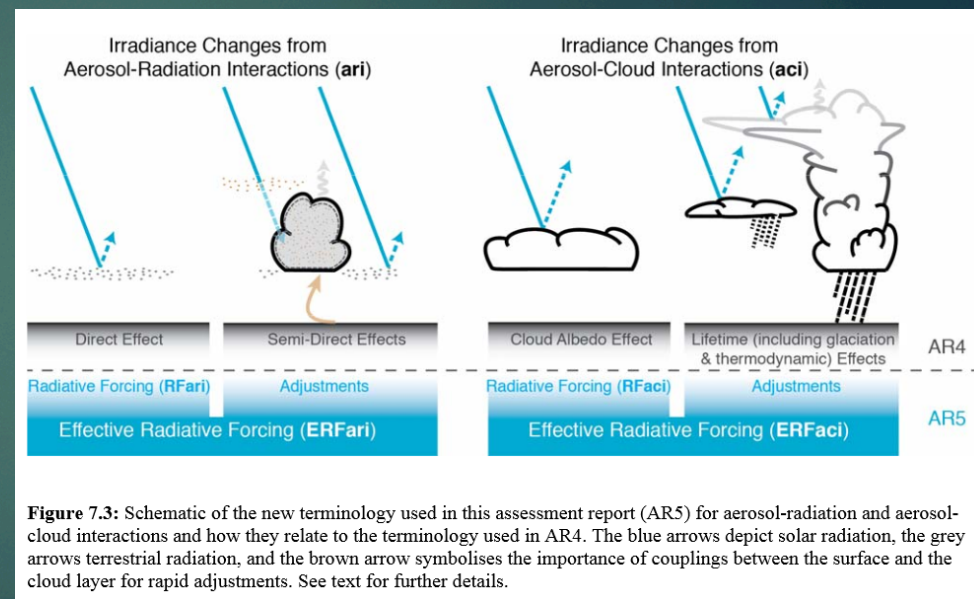 Irradiance Changes from
Aerosol-Radiation Interactions (ari)
Irradiance Changes from
Aerosol-Cloud Interactions (aci)
Direct Effect
Semi-Direct Effects
Cloud Albedo Effect
Lifetime (including glaciation
& thermodynamic) Effects
AR4
Radiative Forcing (RFari)
Adjustments
Radiative Forcing (RFaci)
Adjustments
AR5
Effective Radiative Forcing (ERFari)
Effective Radiative Forcing (ERFaci)
Figure 7.3: Schematic of the new terminology used in this assessment report (AR5) for aerosol-radiation and aerosol-
cloud interactions and how they relate to the terminology used in AR4. The blue arrows depict solar radiation, the grey
arrows terrestrial radiation, and the brown arrow symbolises the importance of couplings between the surface and the
cloud layer for rapid adjustments. See text for further details.